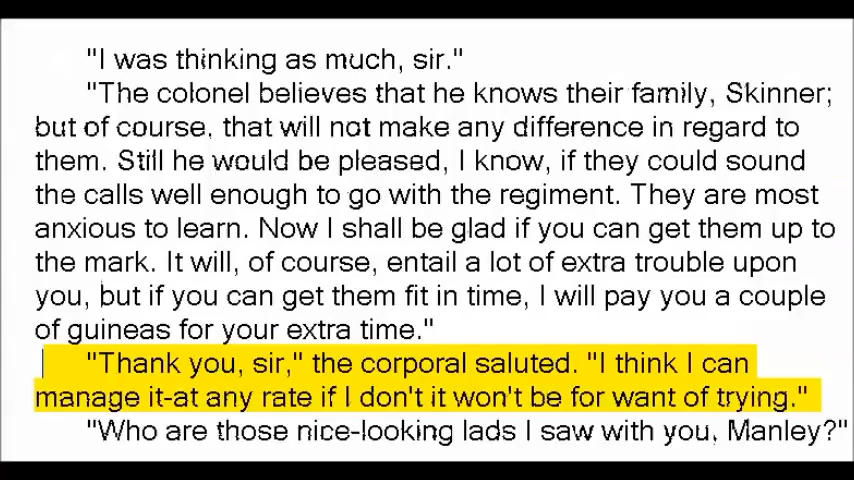 "I was thinking as much, sir."
"The colonel believes that he knows their family, Skinner;
but of course, that will not make any difference in regard to
them. Still he would be pleased, I know, if they could sound
the calls well enough to go with the regiment. They are most
anxious to learn. Now I shall be glad if you can get them up to
the mark. It will, of course, entail a lot of extra trouble upon
you, but if you can get them fit in time, I will pay you a couple
of guineas for your extra time."
"Thank you, sir," the corporal saluted. "I think I can
manage it-at any rate if I don't it won't be for want of trying."
"Who are those nice-looking lads I saw with you, Manley?"